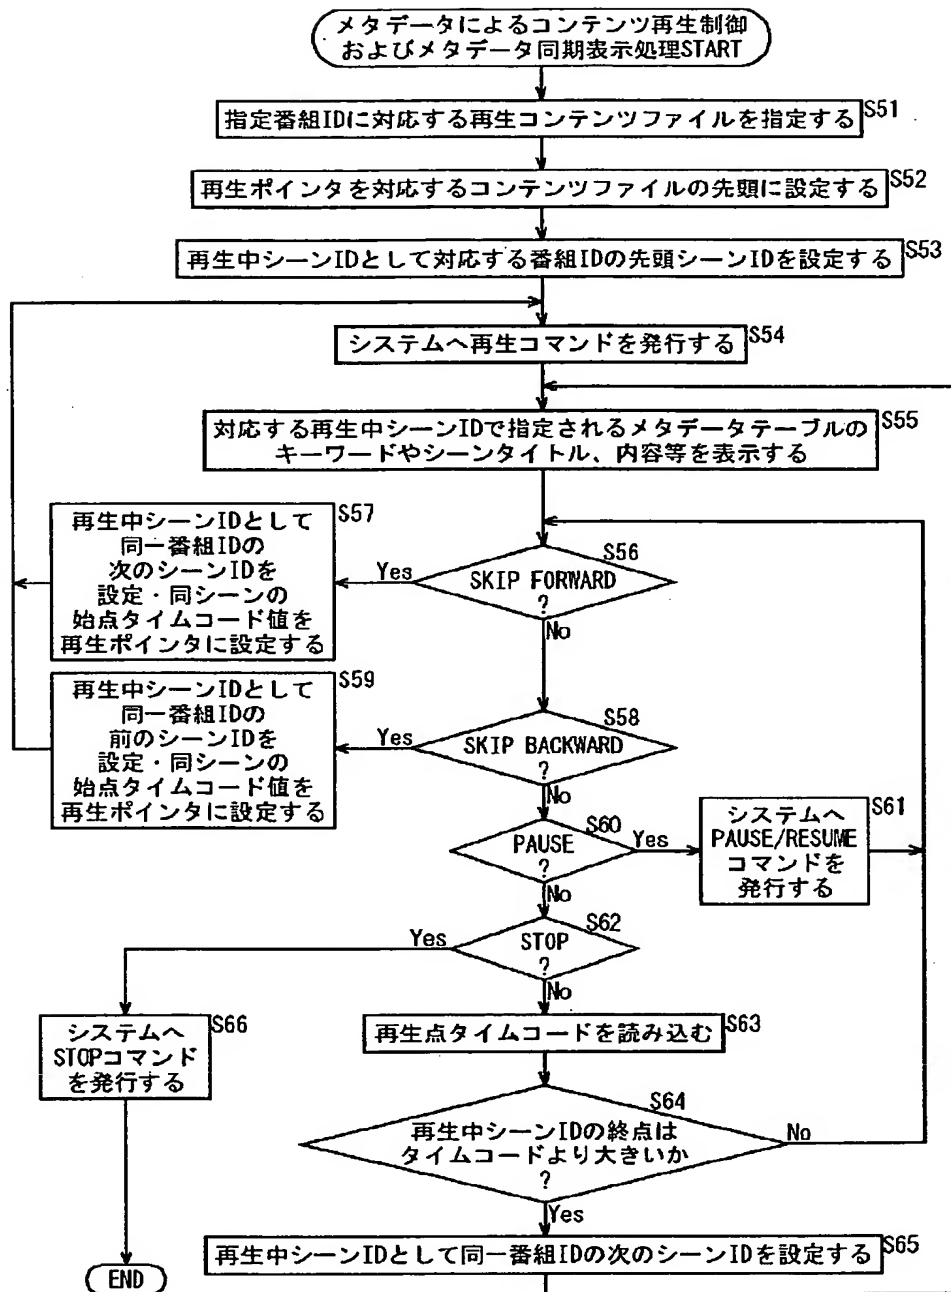 メタデータによるコンテンツ再生制御
およびメタデータ同期表示処理START
指定番組IDに対応する再生コンテンツファイルを指定する
S51
再生ポインタを対応するコンテンツファイルの先頭に設定する
S52
再生中シーンIDとして対応する番組IDの先頭シーンIDを設定する
S53
システムへ再生コマンドを発行する
S54
対応する再生中シーンIDで指定されるメタデータテーブルの
キーワードやシーンタイトル、内容等を表示する
S55
SKIP FORWARD
?
S56
Yes
No
再生中シーンIDとして
同一番組IDの
次のシーンIDを
設定・同シーンの
始点タイムコード値を
再生ポインタに設定する
S57
SKIP BACKWARD
?
S58
Yes
No
再生中シーンIDとして
同一番組IDの
前のシーンIDを
設定・同シーンの
始点タイムコード値を
再生ポインタに設定する
S59
PAUSE
?
S60
Yes
No
システムへ
PAUSE/RESUME
コマンドを
発行する
S61
STOP
?
S62
Yes
No
システムへ
STOPコマンド
を発行する
S66
END
再生点タイムコードを読み込む
S63
再生中シーンIDの終点は
タイムコードより大きいか
?
S64
No
Yes
再生中シーンIDとして同一番組IDの次のシーンIDを設定する
S65